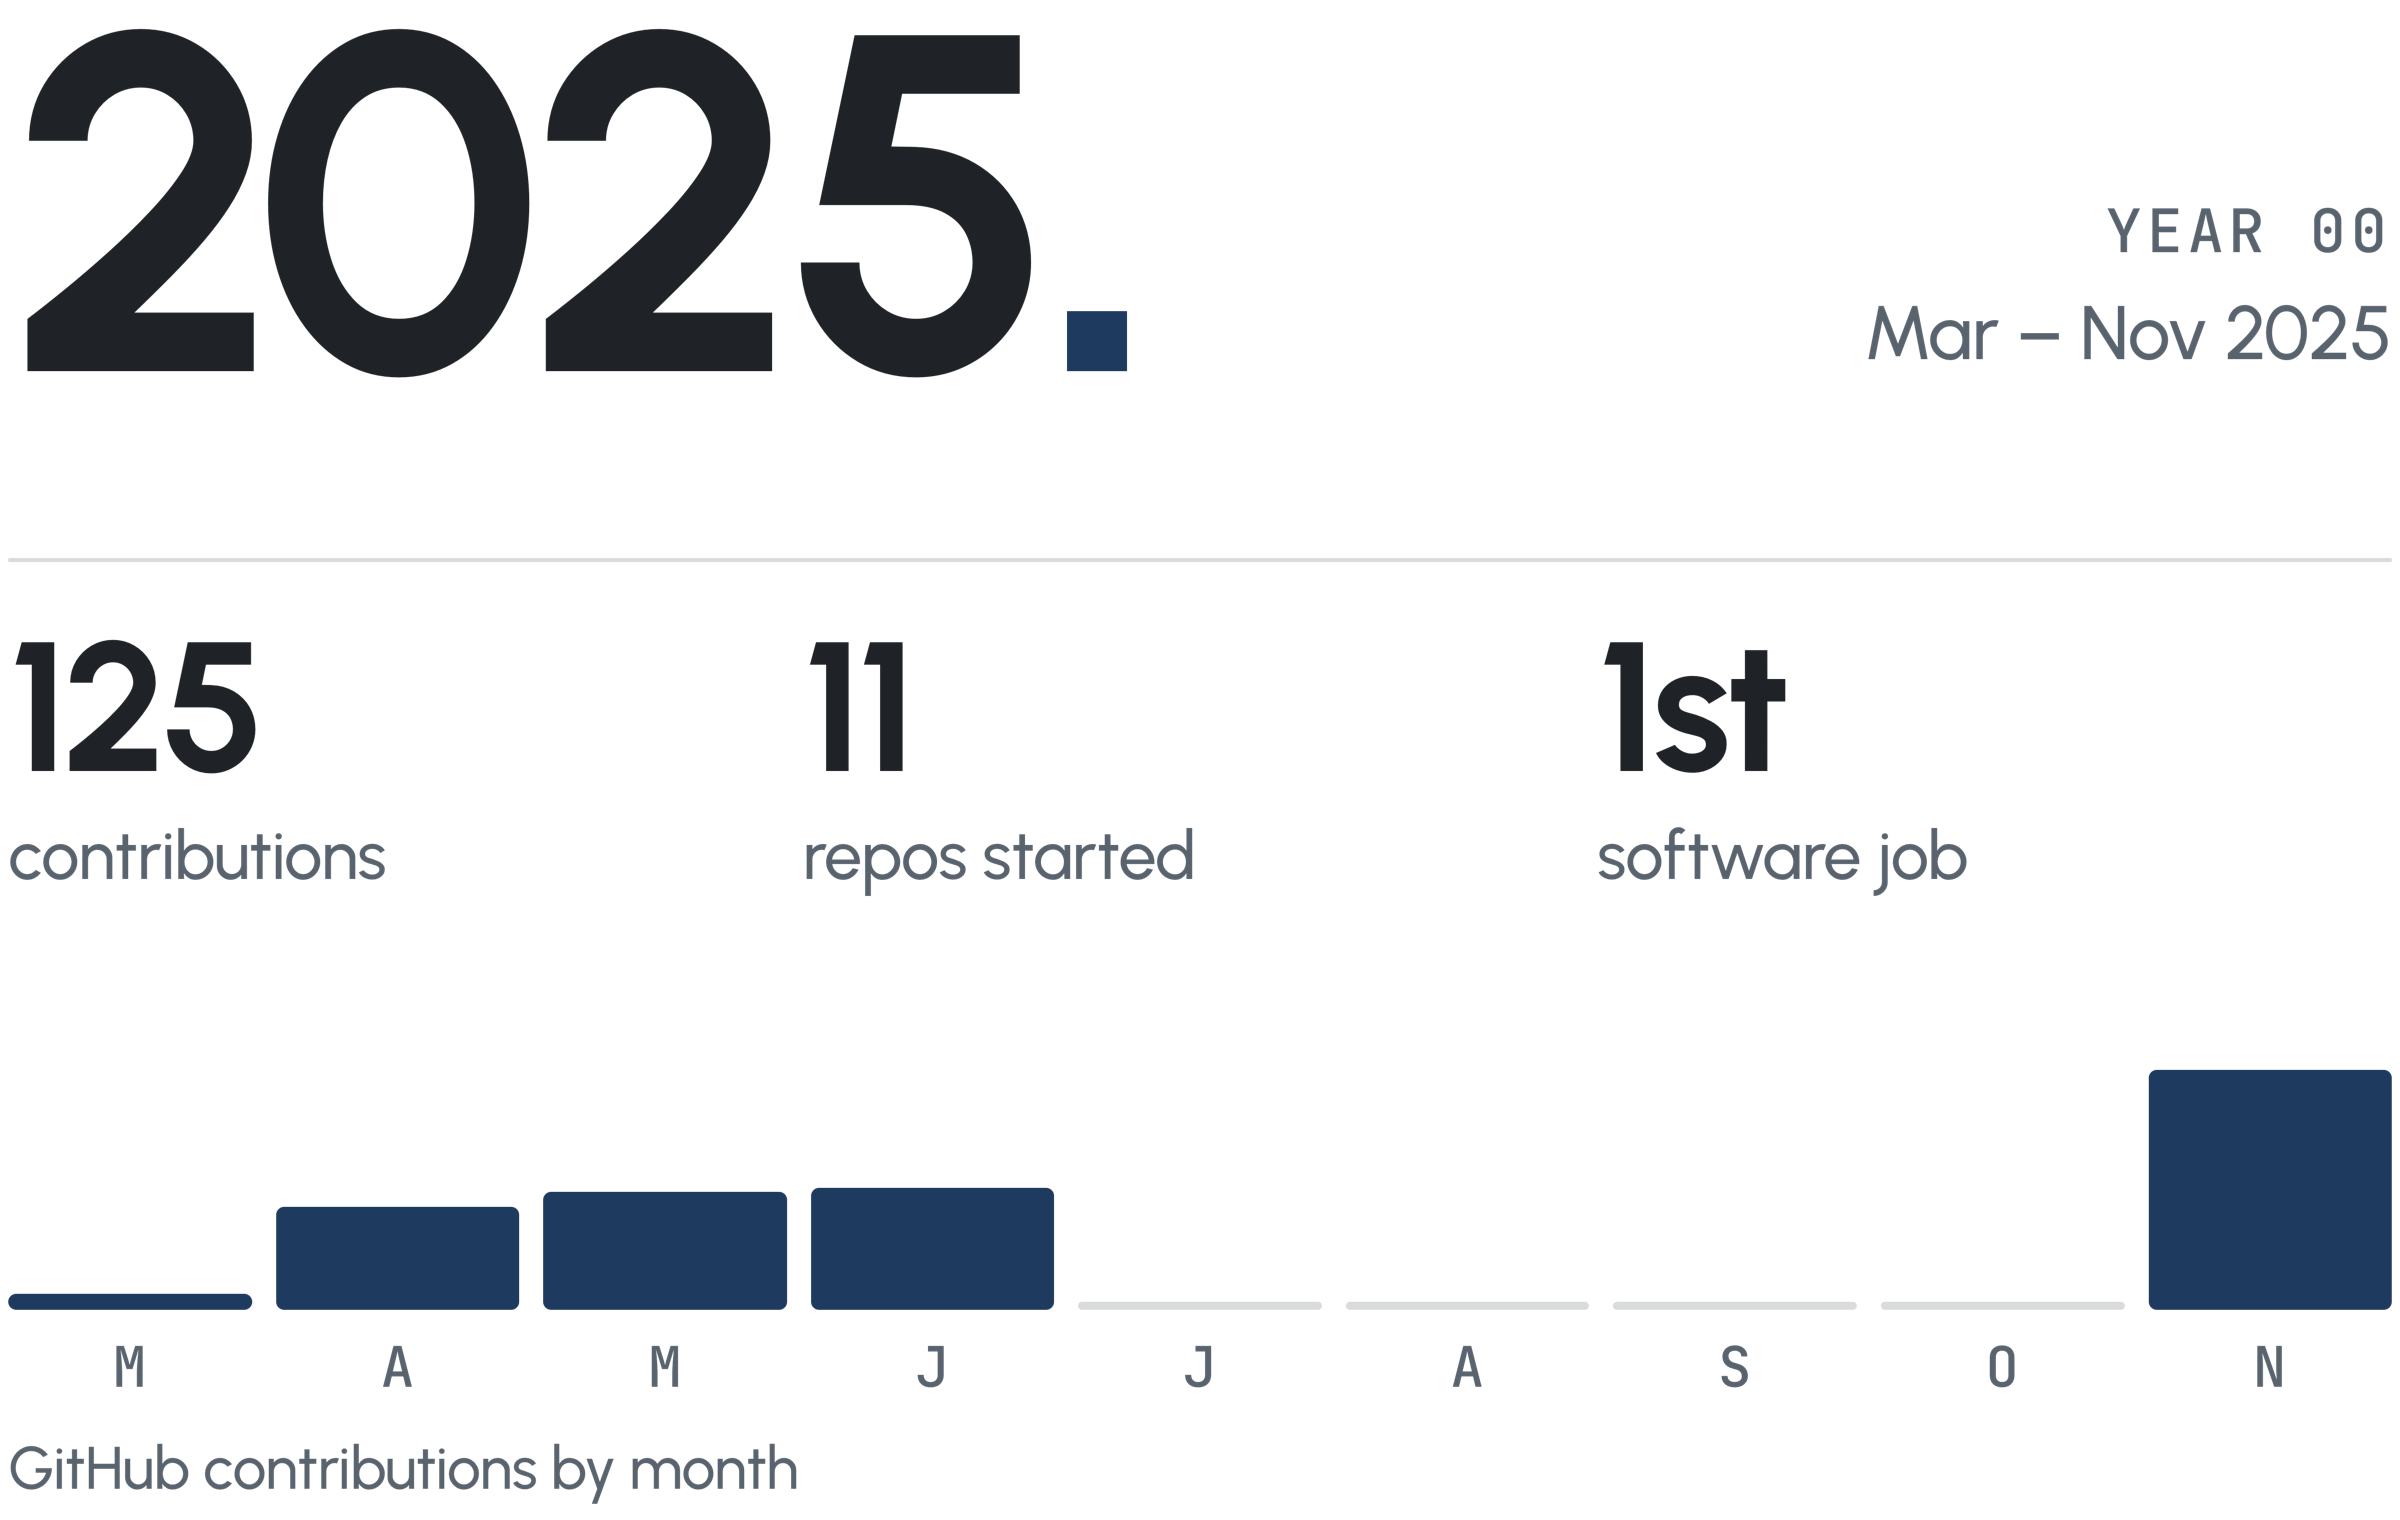 2025.
YEAR 00
Mar – Nov 2025
125
11
1st
contributions
repos started
software job
M A M J J A S O N
GitHub contributions by month